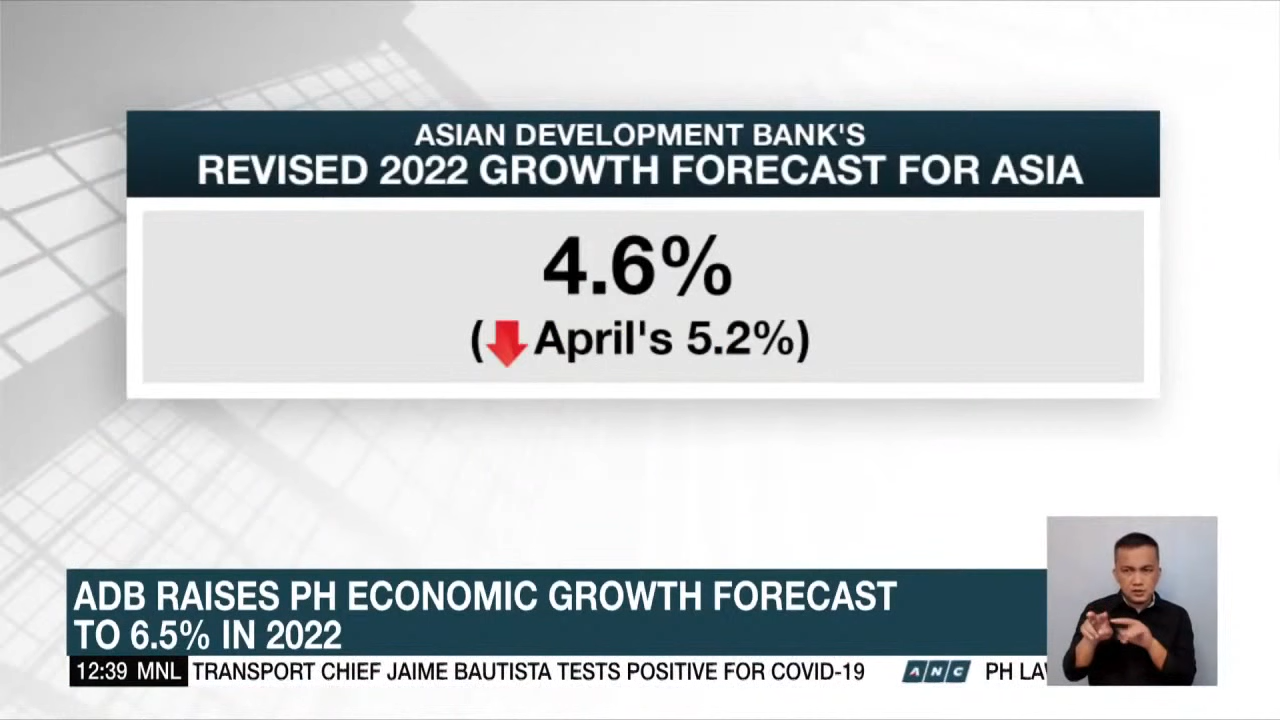 ASIAN DEVELOPMENT BANK'S
REVISED 2022 GROWTH FORECAST FOR ASIA
4.6%
(April's 5.2%)
ADB RAISES PH ECONOMIC GROWTH FORECAST
TO 6.5% IN 2022
12:39 MNL TRANSPORT CHIEF JAIME BAUTISTA TESTS POSITIVE FOR COVID-19 ANC PH